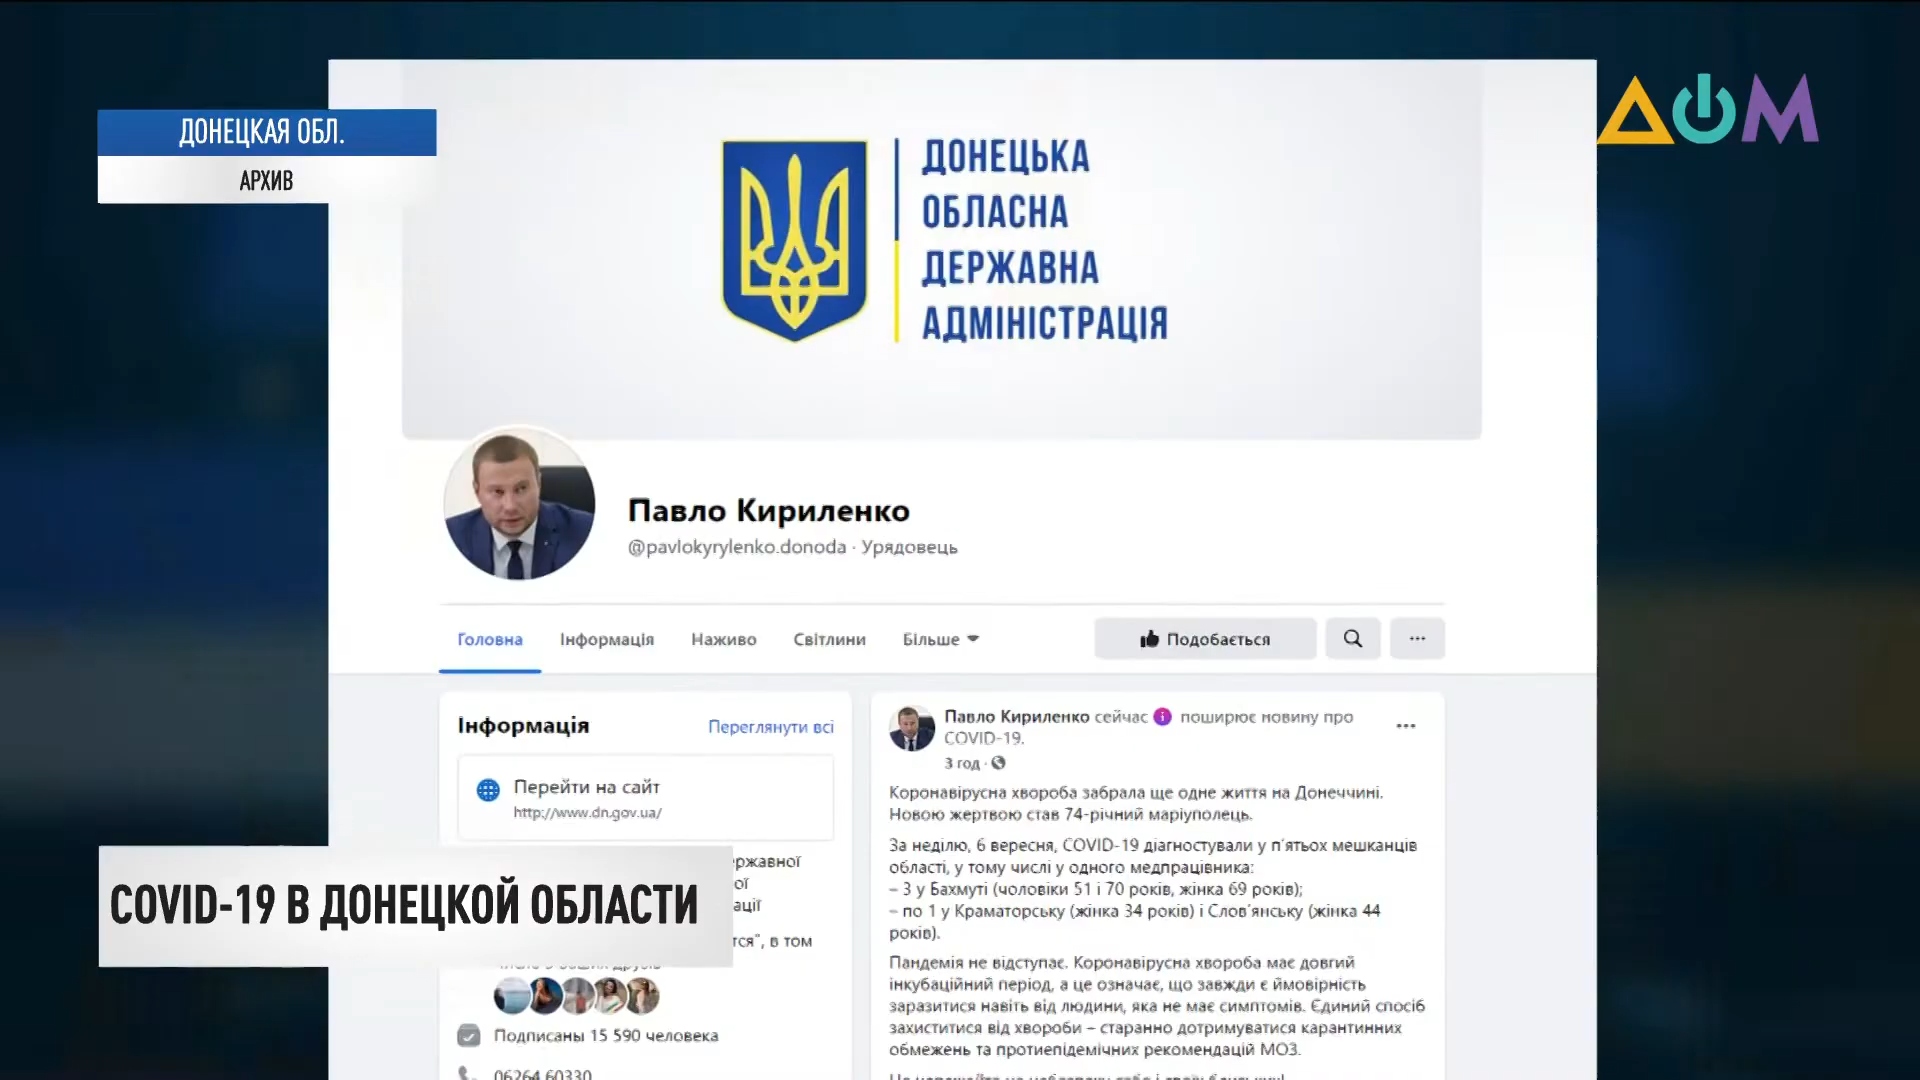 ДОНЕЦКАЯ ОБЛ.
АРХИВ
ДОМ
ДОНЕЦЬКА
ОБЛАСНА
ДЕРЖАВНА
АДМІНІСТРАЦІЯ
Павло Кириленко
@pavlokyrylenko.donoda · Урядовець
Головна
Інформація
Наживо
Світлини
Більше
Подобається
Інформація
Переглянути всі
Перейти на сайт
http://www.dn.gov.ua/
COVID-19 В ДОНЕЦКОЙ ОБЛАСТИ
, в том
Подписаны 15 590 человека
06264 60330
Павло Кириленко сейчас поширює новину про
COVID-19.
3 год ·
Коронавірусна хвороба забрала ще одне життя на Донеччині.
Новою жертвою став 74-річний маріуполець.
За неділю, 6 вересня, COVID-19 діагностували у п'ятьох мешканців
області, у тому числі у одного медпрацівника:
– 3 у Бахмуті (чоловіки 51 і 70 років, жінка 69 років);
– по 1 у Краматорську (жінка 34 років) і Слов'янську (жінка 44
років).
Пандемія не відступає. Коронавірусна хвороба має довгий
інкубаційний період, а це означає, що завжди є ймовірність
заразитися навіть від людини, яка не має симптомів. Єдиний спосіб
захиститися від хвороби – старанно дотримуватися карантинних
обмежень та протиепідемічних рекомендацій МОЗ.